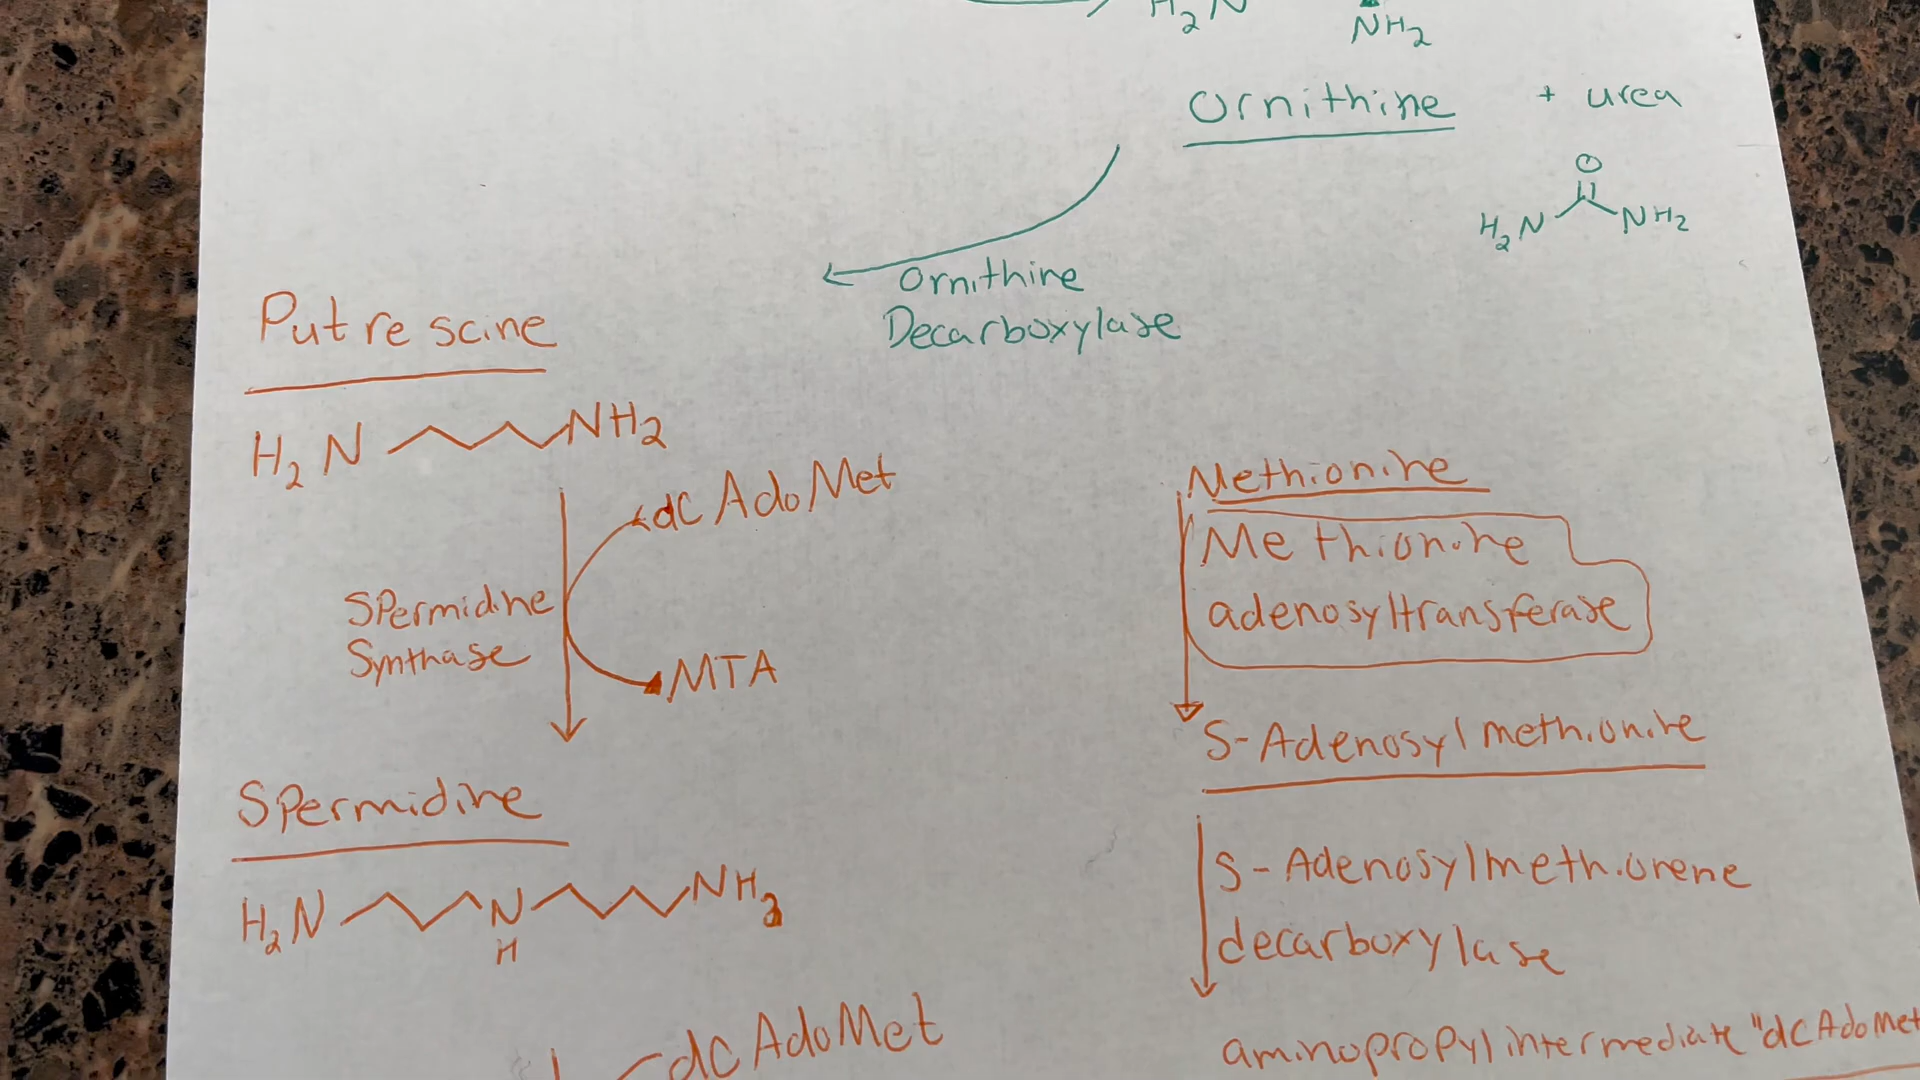 H2N
NH2
Ornithine + urea
O
H2N NH2
Ornithine
Decarboxylase
Putrescine
H2N NH2
dC AdoMet
Spermidine
Synthase
MTA
Spermidine
H2N N NH2
H
dC AdoMet
Methionine
Methionine
adenosyltransferase
S-Adenosylmethionine
S-Adenosylmethionene
decarboxylase
aminopropyl intermediate "dC AdoMet